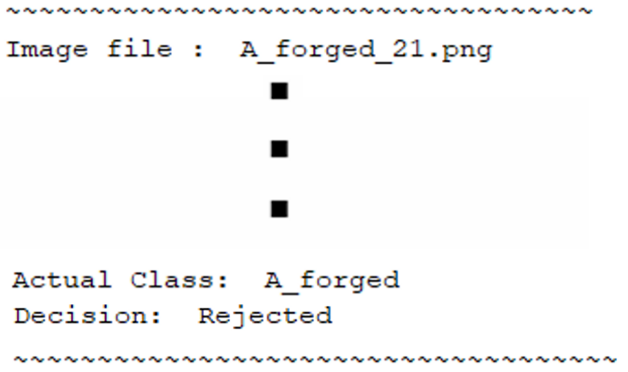 ~~~~~~~~~~~~~~~~~~~~~~~~~~~~~~~~~~~
Image file :  A_forged_21.png
■
■
■
Actual Class:  A_forged
Decision:  Rejected
~~~~~~~~~~~~~~~~~~~~~~~~~~~~~~~~~~~~